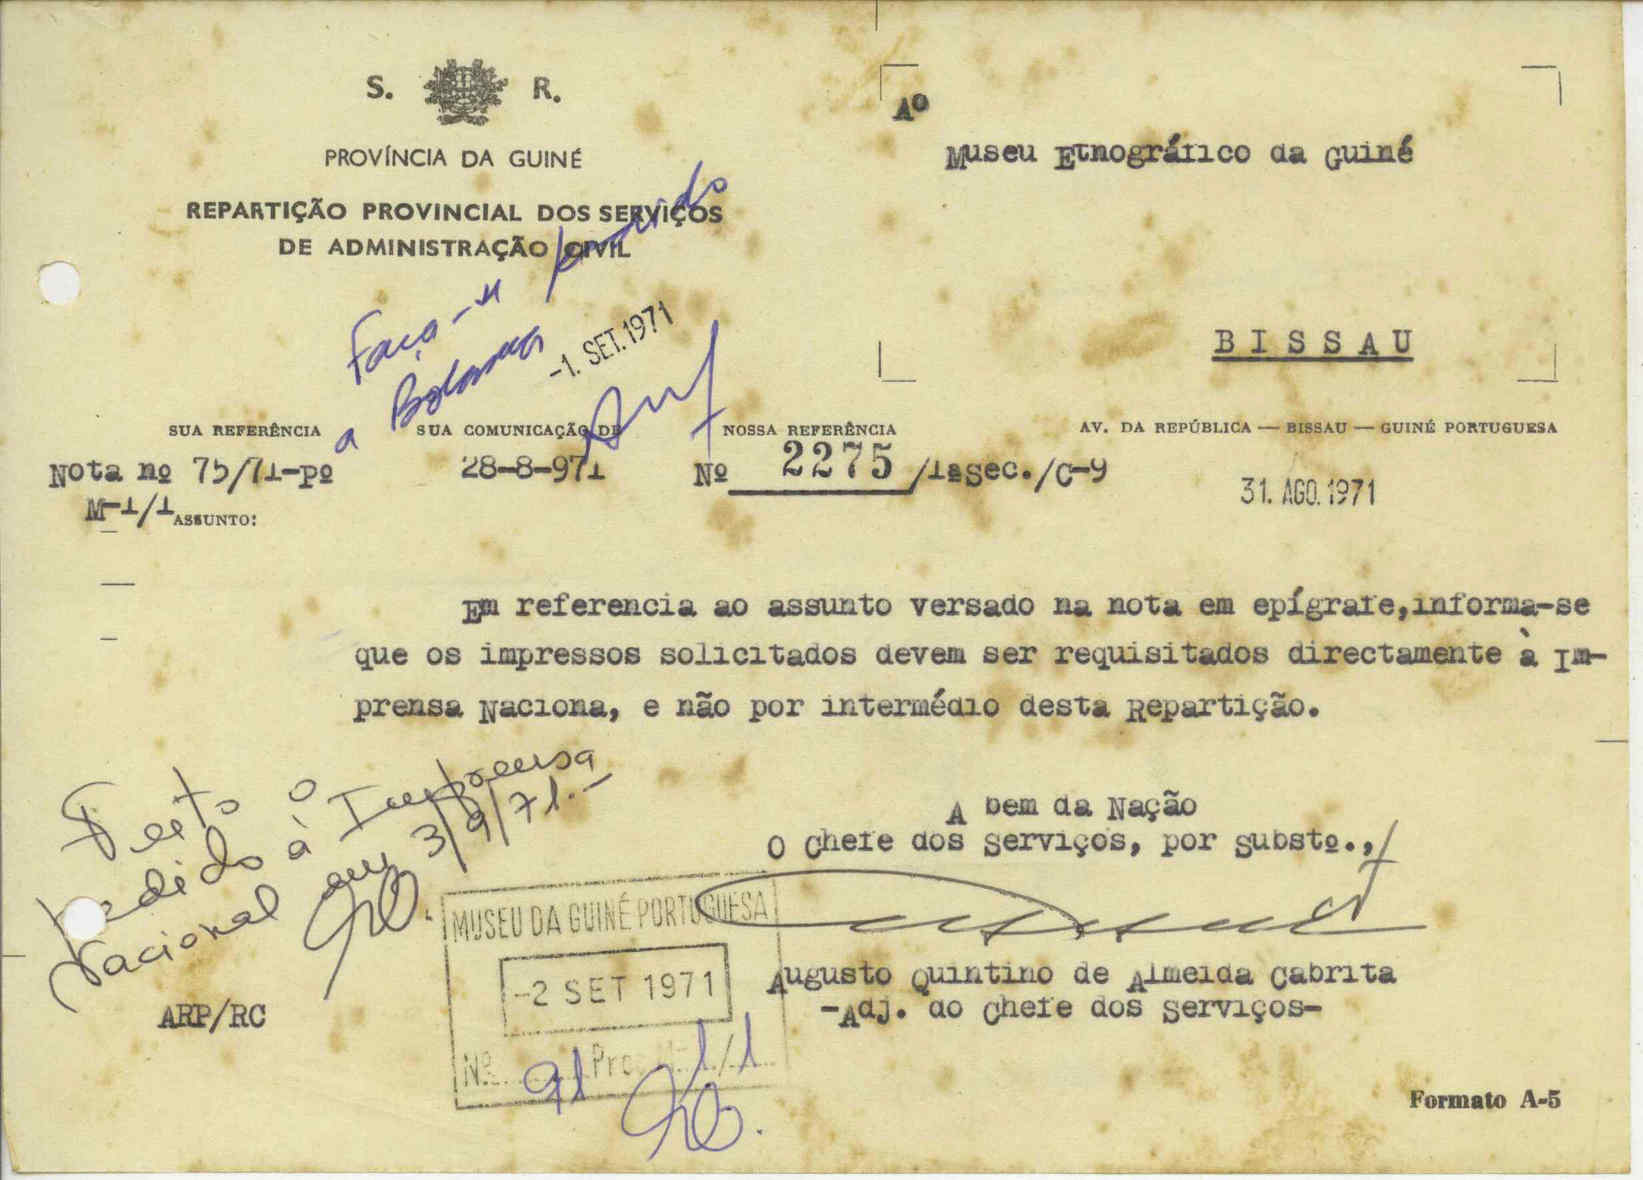 S. R.
PROVÍNCIA DA GUINÉ
REPARTIÇÃO PROVINCIAL DOS SERVIÇOS
DE ADMINISTRAÇÃO CIVIL
Aº
Museu Etnográfico da Guiné
BISSAU
Faça-se
a
-1. SET. 1971
SUA REFERÊNCIA
Nota nº 75/71-Pº
M-1/1
SUA COMUNICAÇÃO DE
28-8-971
NOSSA REFERÊNCIA
Nº 2275/1ªSec./C-9
AV. DA REPÚBLICA — BISSAU — GUINÉ PORTUGUESA
31. AGO. 1971
ASSUNTO:
Em referencia ao assunto versado na nota em epígrafe,informa-se
que os impressos solicitados devem ser requisitados directamente à Im-
prensa Naciona, e não por intermédio desta Repartição.
Feito o
pedido à Imprensa
Nacional em 3/9/71.-
A bem da Nação
O Chefe dos Serviços, por Substº.,
Augusto Quintino de Almeida Cabrita
-Adj. do Chefe dos Serviços-
ARP/RC
MUSEU DA GUINÉ PORTUGUESA
-2 SET 1971
Nº. 91 Pro. 1/1
Formato A-5